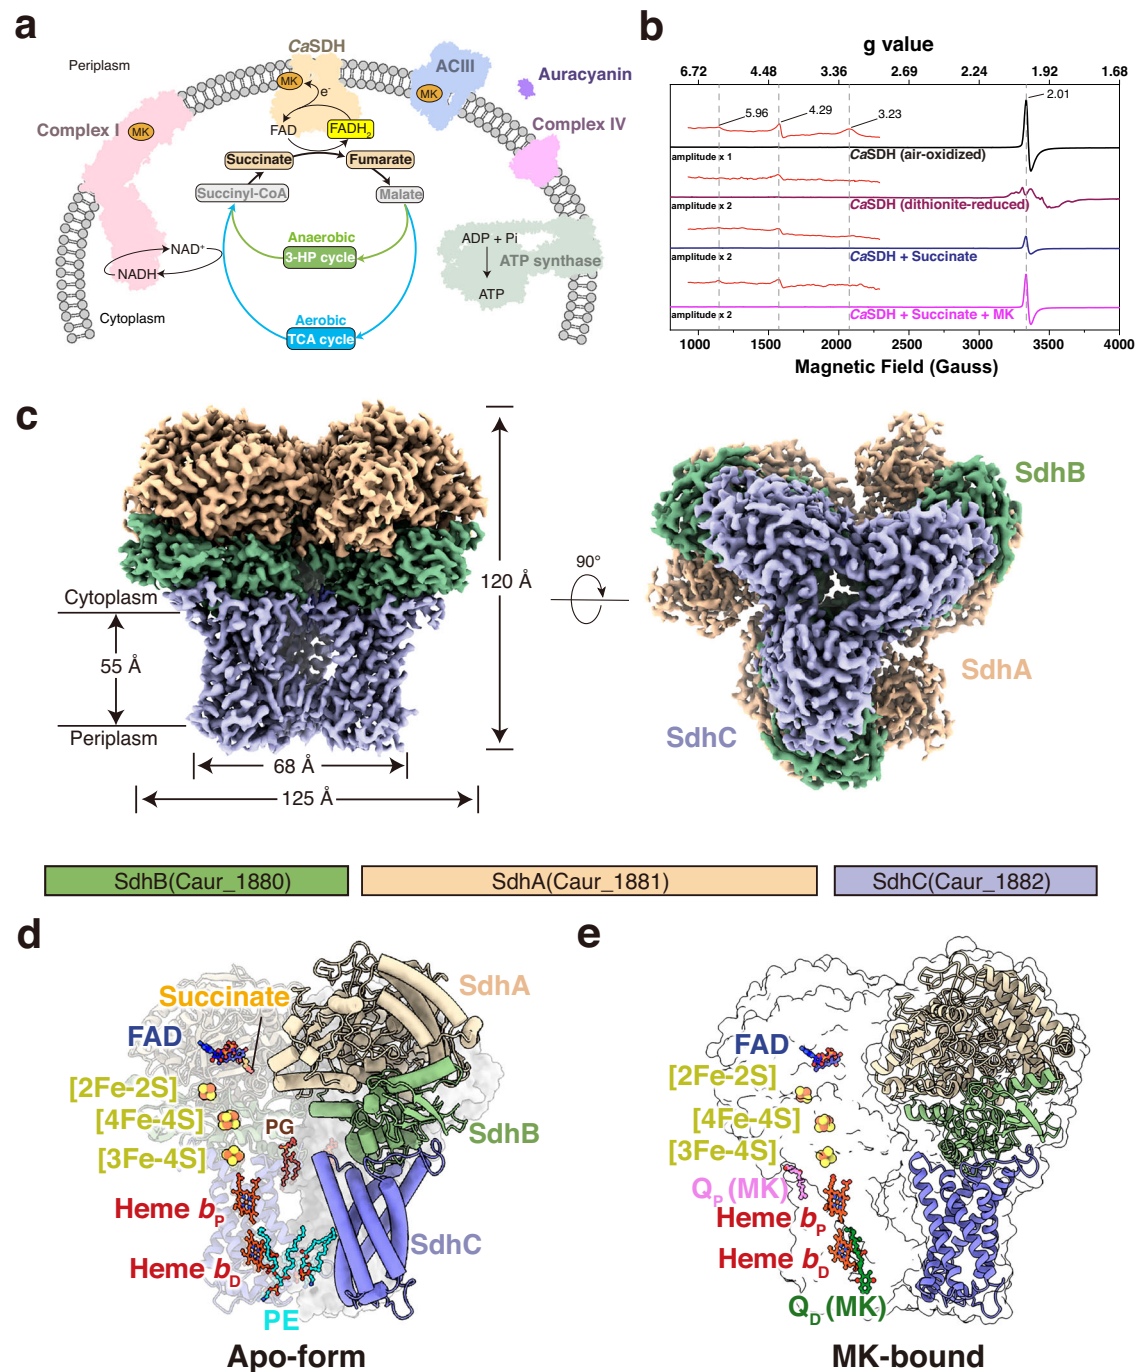 a
Periplasm
CaSDH
MK
e-
FAD
FADH2
ACIII
MK
Auracyanin
Complex I
MK
Complex IV
Succinate
Fumarate
Succinyl-CoA
Malate
Anaerobic
3-HP cycle
NAD+
NADH
ADP + Pi
ATP synthase
ATP
Cytoplasm
Aerobic
TCA cycle
b
g value
6.72 4.48 3.36 2.69 2.24 1.92 1.68
5.96
4.29
3.23
2.01
amplitude x 1
CaSDH (air-oxidized)
amplitude x 2
CaSDH (dithionite-reduced)
amplitude x 2
CaSDH + Succinate
amplitude x 2
CaSDH + Succinate + MK
1000 1500 2000 2500 3000 3500 4000
Magnetic Field (Gauss)
c
Cytoplasm
55 Å
Periplasm
68 Å
125 Å
120 Å
90°
SdhB
SdhA
SdhC
SdhB(Caur_1880)
SdhA(Caur_1881)
SdhC(Caur_1882)
d
SdhA
Succinate
FAD
[2Fe-2S]
[4Fe-4S]
PG
SdhB
[3Fe-4S]
Heme bP
SdhC
Heme bD
PE
Apo-form
e
FAD
[2Fe-2S]
[4Fe-4S]
[3Fe-4S]
QP (MK)
Heme bP
Heme bD
QD (MK)
MK-bound